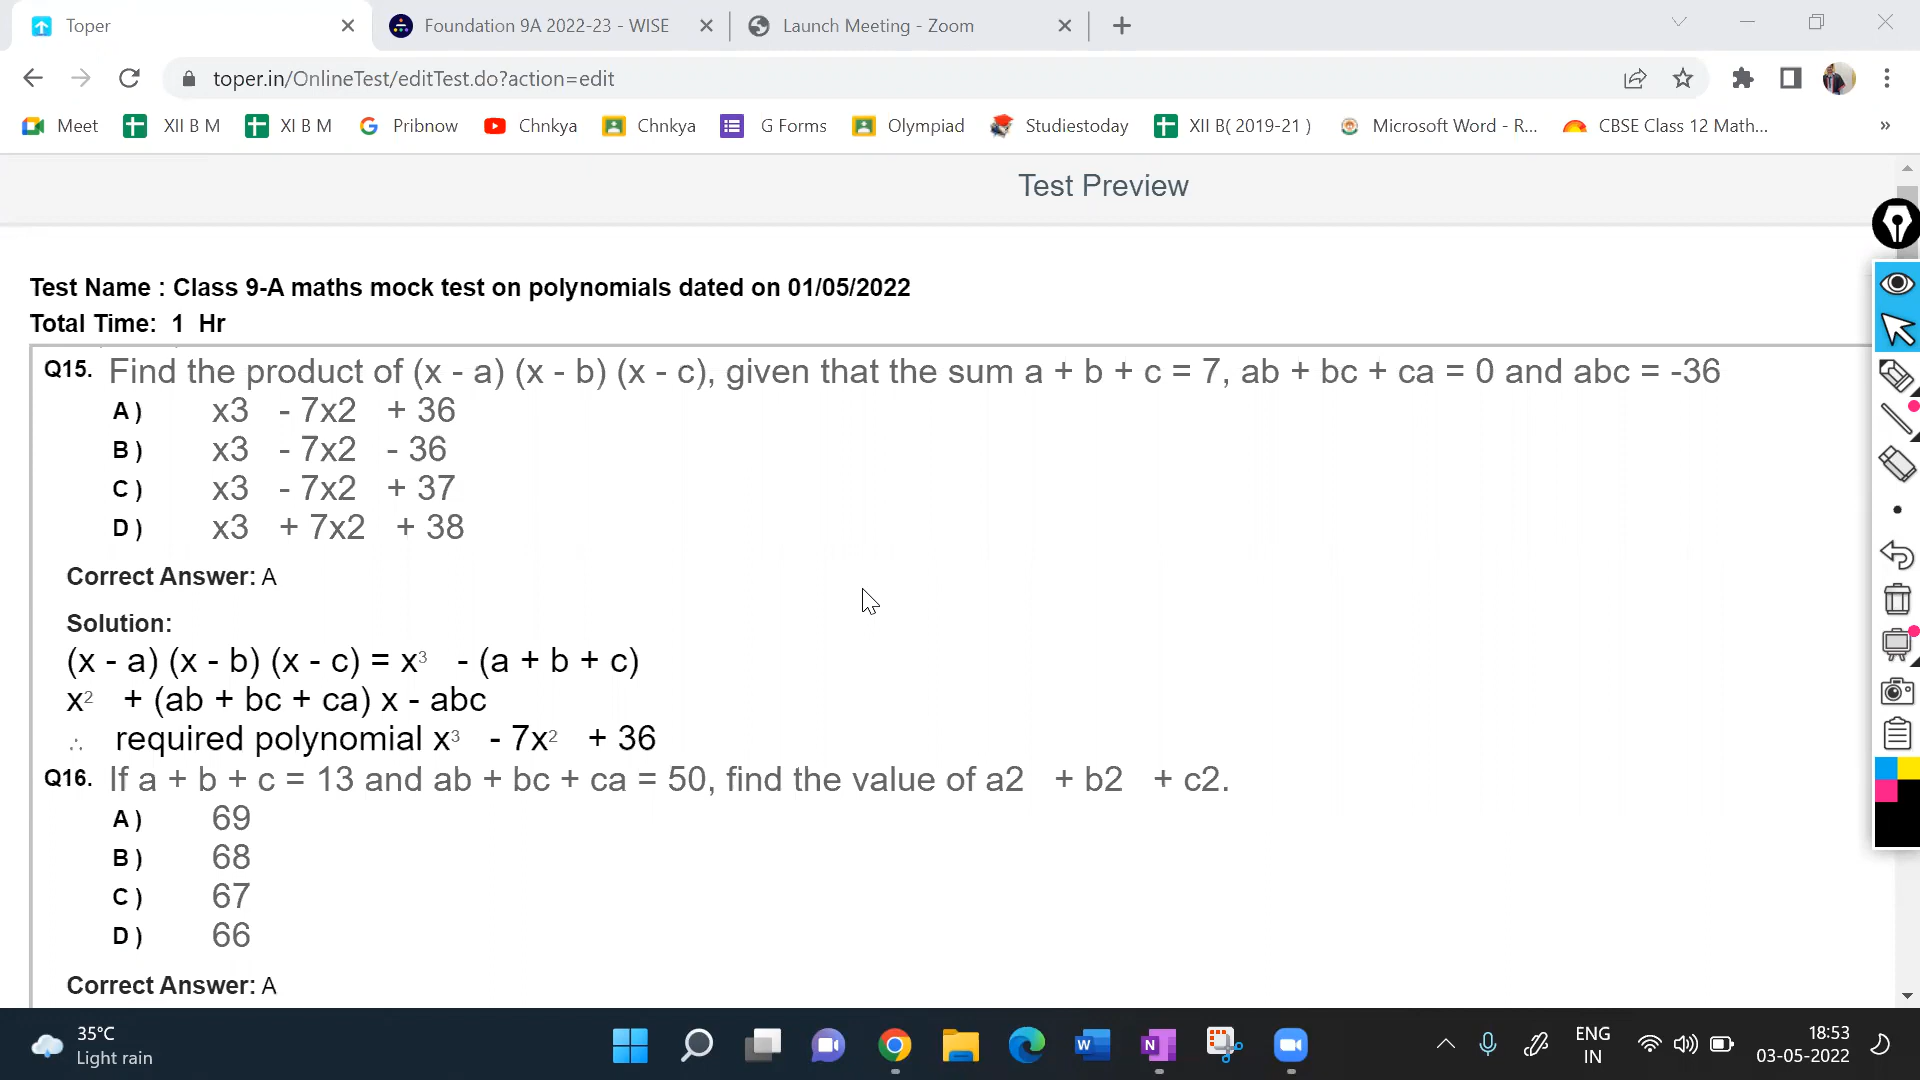 Toper
Foundation 9A 2022-23 - WISE
Launch Meeting - Zoom
toper.in/OnlineTest/editTest.do?action=edit
Meet
XII B M
XI B M
Pribnow
Chnkya
Chnkya
G Forms
Olympiad
Studiestoday
XII B( 2019-21 )
Microsoft Word - R...
CBSE Class 12 Math...
»
Test Preview
Test Name : Class 9-A maths mock test on polynomials dated on 01/05/2022
Total Time: 1 Hr
Q15. Find the product of (x - a) (x - b) (x - c), given that the sum a + b + c = 7, ab + bc + ca = 0 and abc = -36
A ) x3 - 7x2 + 36
B ) x3 - 7x2 - 36
C ) x3 - 7x2 + 37
D ) x3 + 7x2 + 38
Correct Answer: A
Solution:
(x - a) (x - b) (x - c) = x³ - (a + b + c)
x² + (ab + bc + ca) x - abc
∴ required polynomial x³ - 7x² + 36
Q16. If a + b + c = 13 and ab + bc + ca = 50, find the value of a2 + b2 + c2.
A ) 69
B ) 68
C ) 67
D ) 66
Correct Answer: A
35°C
Light rain
ENG
IN
18:53
03-05-2022